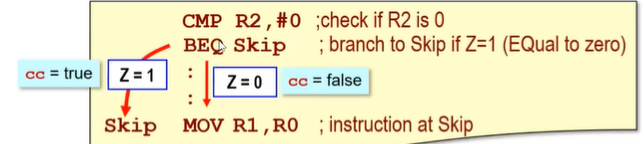 CMP R2,#0 ;check if R2 is 0
BEQ Skip ; branch to Skip if Z=1 (EQual to zero)
cc = true Z = 1 : Z = 0 cc = false
:
Skip MOV R1,R0 ; instruction at Skip